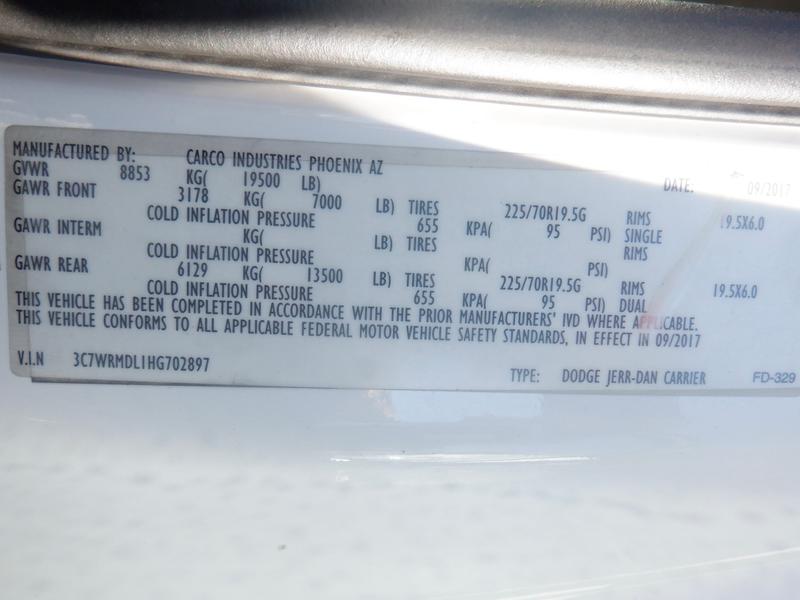 MANUFACTURED BY: CARCO INDUSTRIES PHOENIX AZ DATE: 09/2017
GVWR 8853 KG( 19500 LB)
GAWR FRONT 3178 KG( 7000 LB) TIRES 225/70R19.5G RIMS 19.5X6.0
COLD INFLATION PRESSURE 655 KPA( 95 PSI) SINGLE
GAWR INTERM KG( LB) TIRES RIMS
COLD INFLATION PRESSURE KPA( PSI)
GAWR REAR 6129 KG( 13500 LB) TIRES 225/70R19.5G RIMS 19.5X6.0
COLD INFLATION PRESSURE 655 KPA( 95 PSI) DUAL
THIS VEHICLE HAS BEEN COMPLETED IN ACCORDANCE WITH THE PRIOR MANUFACTURERS' IVD WHERE APPLICABLE.
THIS VEHICLE CONFORMS TO ALL APPLICABLE FEDERAL MOTOR VEHICLE SAFETY STANDARDS, IN EFFECT IN 09/2017
V.I.N 3C7WRMDL1HG702897 TYPE: DODGE JERR-DAN CARRIER FD-329